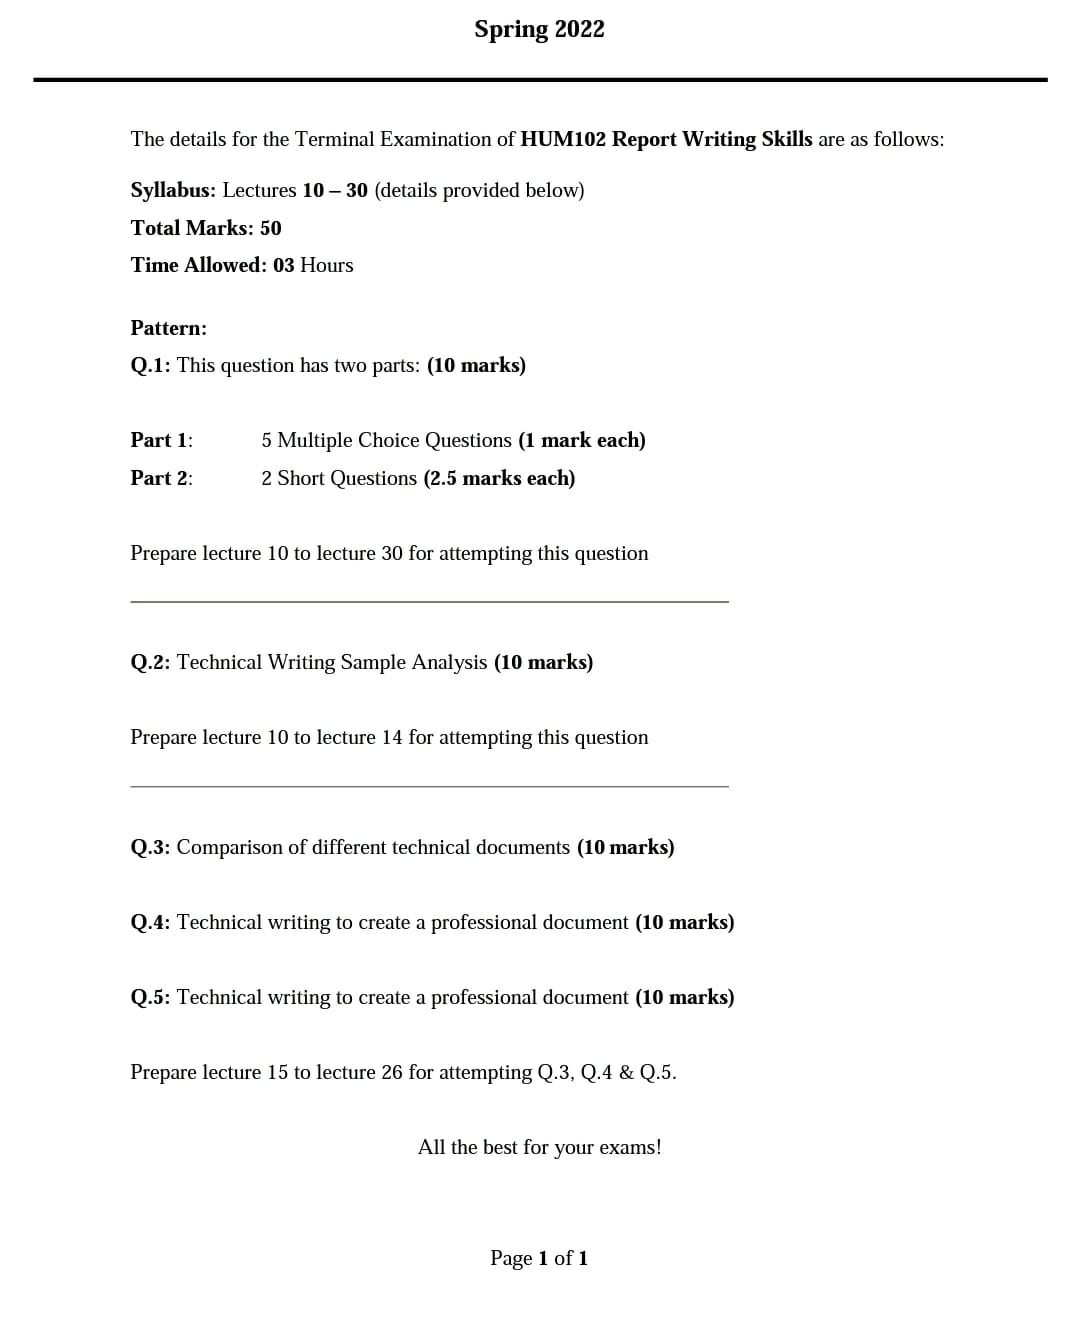 Spring 2022
The details for the Terminal Examination of HUM102 Report Writing Skills are as follows:
Syllabus: Lectures 10 – 30 (details provided below)
Total Marks: 50
Time Allowed: 03 Hours
Pattern:
Q.1: This question has two parts: (10 marks)
Part 1: 5 Multiple Choice Questions (1 mark each)
Part 2: 2 Short Questions (2.5 marks each)
Prepare lecture 10 to lecture 30 for attempting this question
Q.2: Technical Writing Sample Analysis (10 marks)
Prepare lecture 10 to lecture 14 for attempting this question
Q.3: Comparison of different technical documents (10 marks)
Q.4: Technical writing to create a professional document (10 marks)
Q.5: Technical writing to create a professional document (10 marks)
Prepare lecture 15 to lecture 26 for attempting Q.3, Q.4 & Q.5.
All the best for your exams!
Page 1 of 1